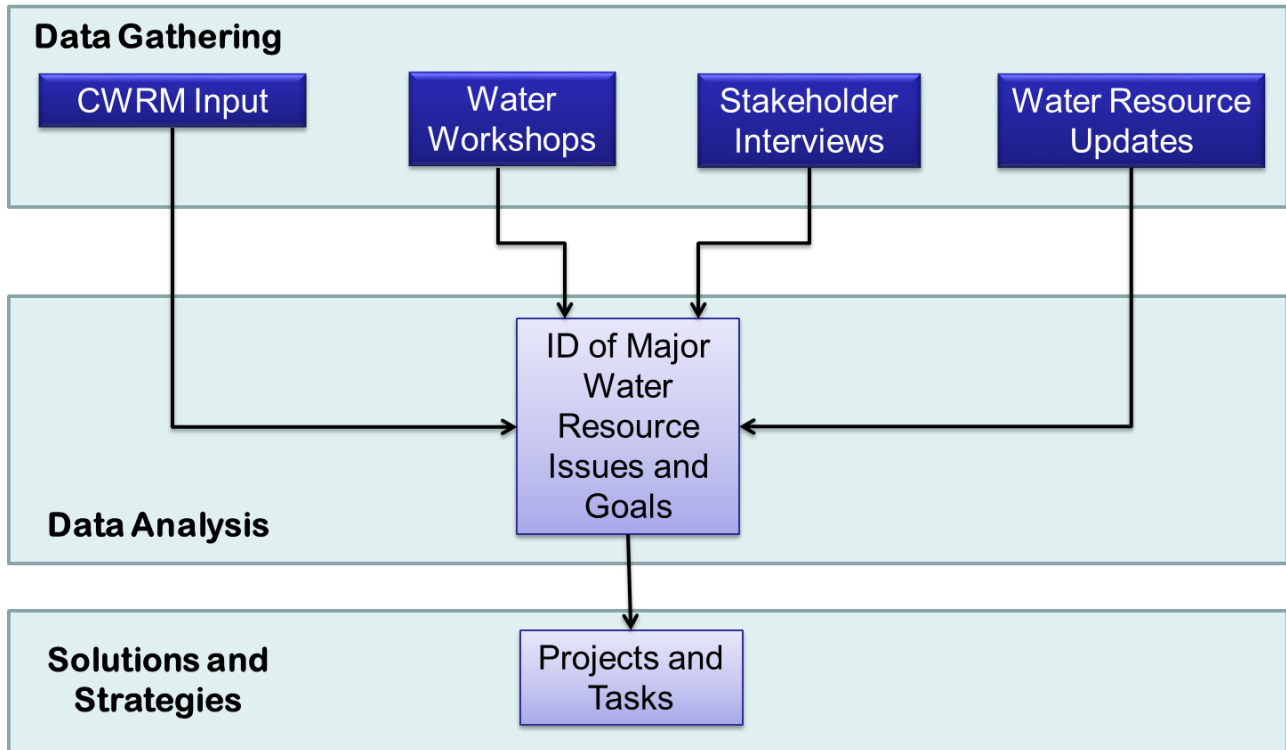 Data Gathering
CWRM Input
Water
Workshops
Stakeholder
Interviews
Water Resource
Updates
ID of Major
Water
Resource
Issues and
Goals
Data Analysis
Solutions and
Strategies
Projects and
Tasks